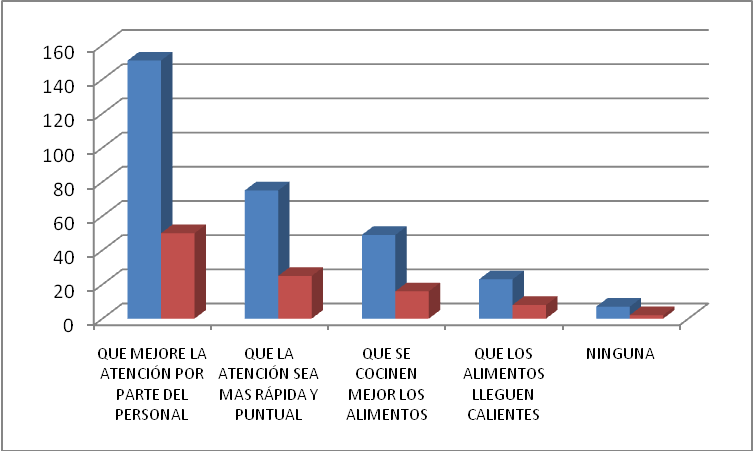 160
140
120
100
80
60
40
20
0
QUE MEJORE LA
ATENCIÓN POR
PARTE DEL
PERSONAL
QUE LA
ATENCIÓN SEA
MAS RÁPIDA Y
PUNTUAL
QUE SE
COCINEN
MEJOR LOS
ALIMENTOS
QUE LOS
ALIMENTOS
LLEGUEN
CALIENTES
NINGUNA